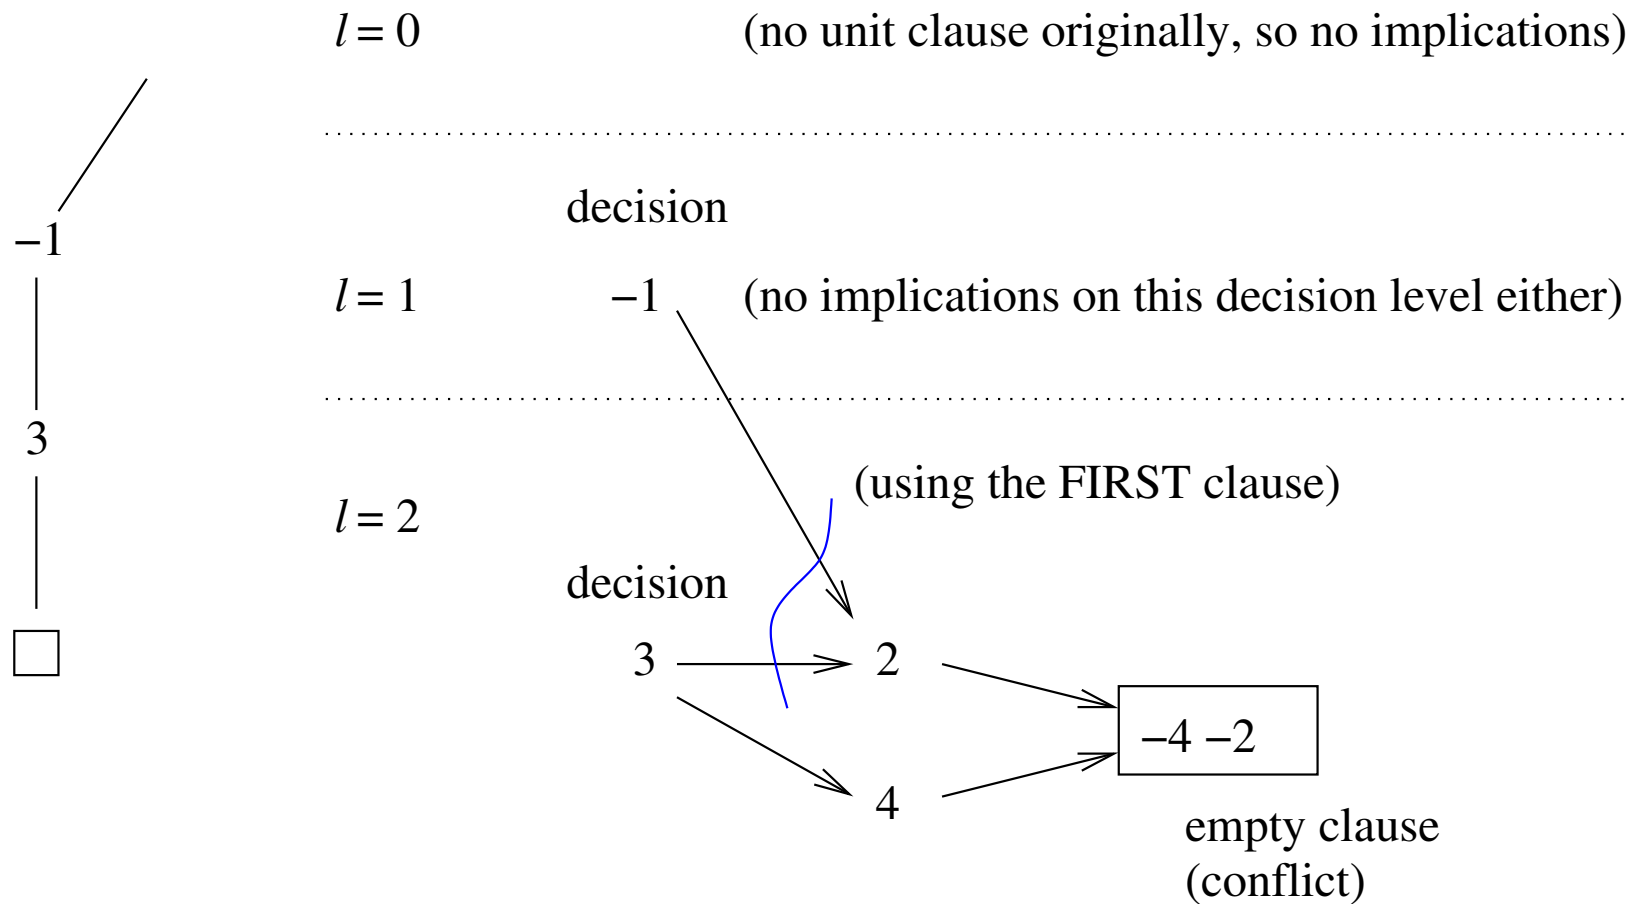 l = 0 (no unit clause originally, so no implications)
decision
−1
l = 1 −1 (no implications on this decision level either)
3
(using the FIRST clause)
l = 2
decision
3 2
−4 −2
4
empty clause
(conflict)